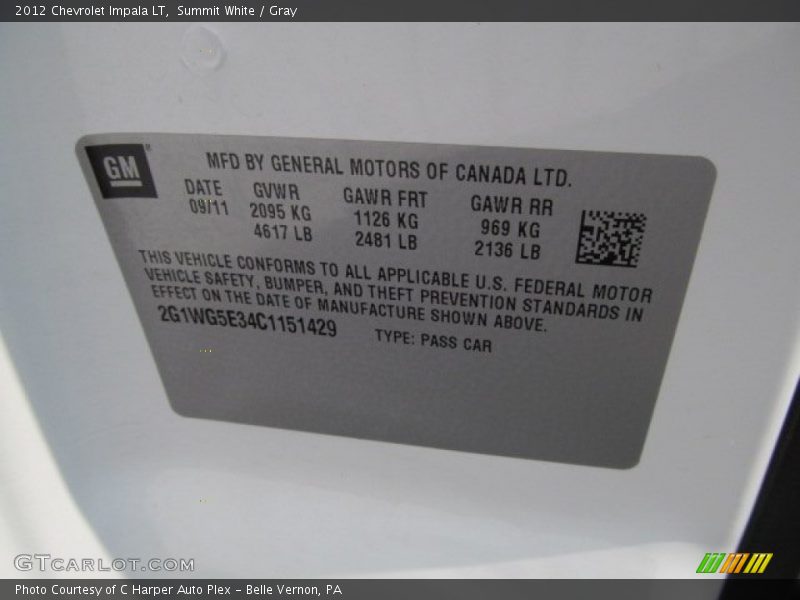 2012 Chevrolet Impala LT,  Summit White / Gray
GM
MFD BY GENERAL MOTORS OF CANADA LTD.
DATE GVWR GAWR FRT GAWR RR
09/11 2095 KG 1126 KG 969 KG
4617 LB 2481 LB 2136 LB
THIS VEHICLE CONFORMS TO ALL APPLICABLE U.S. FEDERAL MOTOR
VEHICLE SAFETY, BUMPER, AND THEFT PREVENTION STANDARDS IN
EFFECT ON THE DATE OF MANUFACTURE SHOWN ABOVE.
2G1WG5E34C1151429 TYPE: PASS CAR
GTCARLOT.COM
Photo Courtesy of C Harper Auto Plex - Belle Vernon, PA